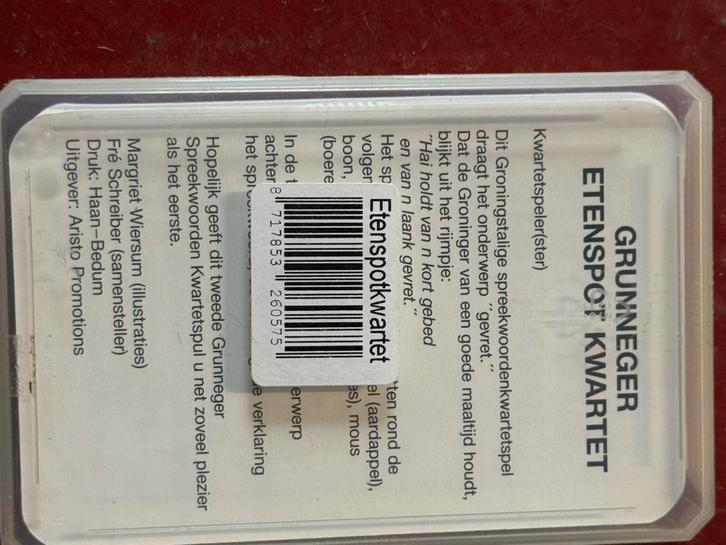 GRUNNEGER
ETENSPOT KWARTET
Kwartetspeler(ster)
Dit Groningstalige spreekwoordenkwartetspel
draagt het onderwerp ˝gevret.˝
Dat de Groninger van een goede maaltijd houdt,
blijkt uit het rijmpje:
˝Hai holdt van n kort gebed
en van n laank gevret.˝
Het sp tten rond de
volgen el (aardappel),
boon, es), mous
(boere
In de t erwerp
achter
het spreekwoord, verklaring
Hopelijk geeft dit tweede Grunneger
Spreekwoorden Kwartetspul u net zoveel plezier
als het eerste.
Margriet Wiersum (illustraties)
Fré Schreiber (samensteller)
Druk: Haan-Bedum
Uitgever: Aristo Promotions
Etenspotkwartet
8 717853 260575